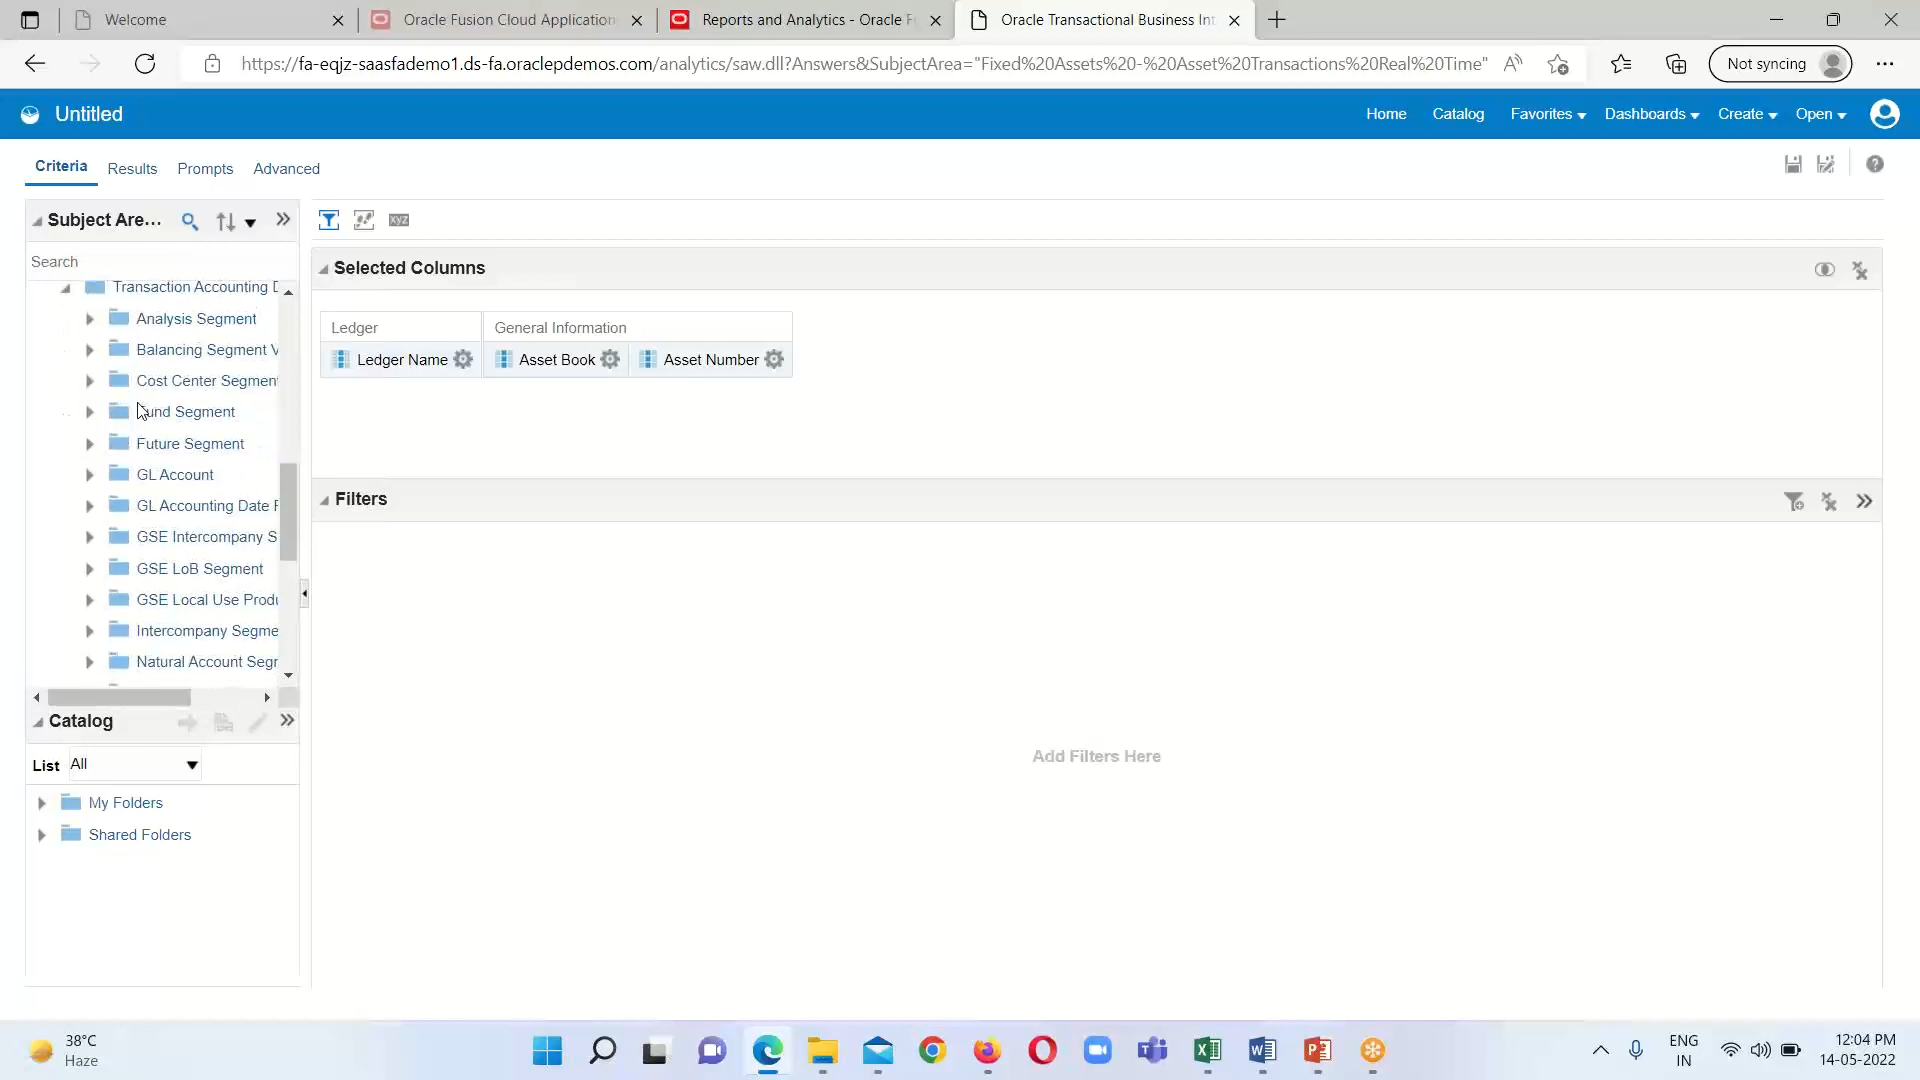 Welcome
Oracle Fusion Cloud Application
Reports and Analytics - Oracle F
Oracle Transactional Business Int
https://fa-eqjz-saasfademo1.ds-fa.oraclepdemos.com/analytics/saw.dll?Answers&SubjectArea="Fixed%20Assets%20-%20Asset%20Transactions%20Real%20Time"
Not syncing
Untitled
Home
Catalog
Favorites
Dashboards
Create
Open
Criteria
Results
Prompts
Advanced
Subject Are...
Search
Transaction Accounting D
Analysis Segment
Balancing Segment V
Cost Center Segment
Fund Segment
Future Segment
GL Account
GL Accounting Date F
GSE Intercompany S
GSE LoB Segment
GSE Local Use Produ
Intercompany Segme
Natural Account Segr
xyz
Selected Columns
Ledger
General Information
Ledger Name
Asset Book
Asset Number
Filters
Add Filters Here
Catalog
List All
My Folders
Shared Folders
38°C
Haze
ENG
IN
12:04 PM
14-05-2022